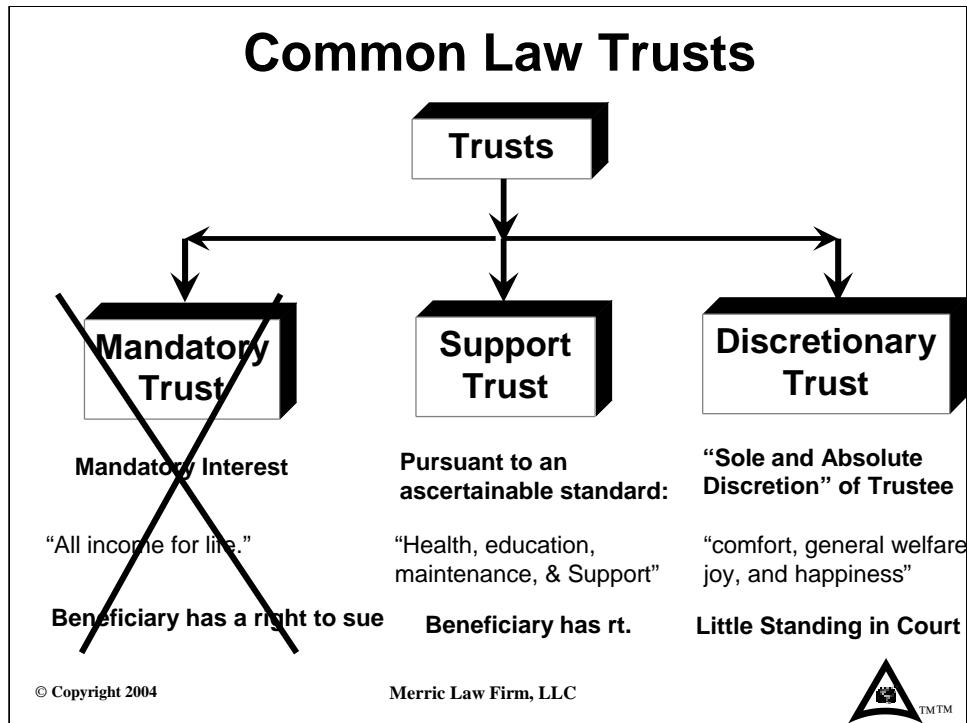 Common Law Trusts
Trusts
Mandatory
Trust
Mandatory Interest
“All income for life.”
Beneficiary has a right to sue
Support
Trust
Pursuant to an
ascertainable standard:
“Health, education,
maintenance, & Support”
Beneficiary has rt.
Discretionary
Trust
“Sole and Absolute
Discretion” of Trustee
“comfort, general welfare
joy, and happiness”
Little Standing in Court
© Copyright 2004
Merric Law Firm, LLC
TMTM